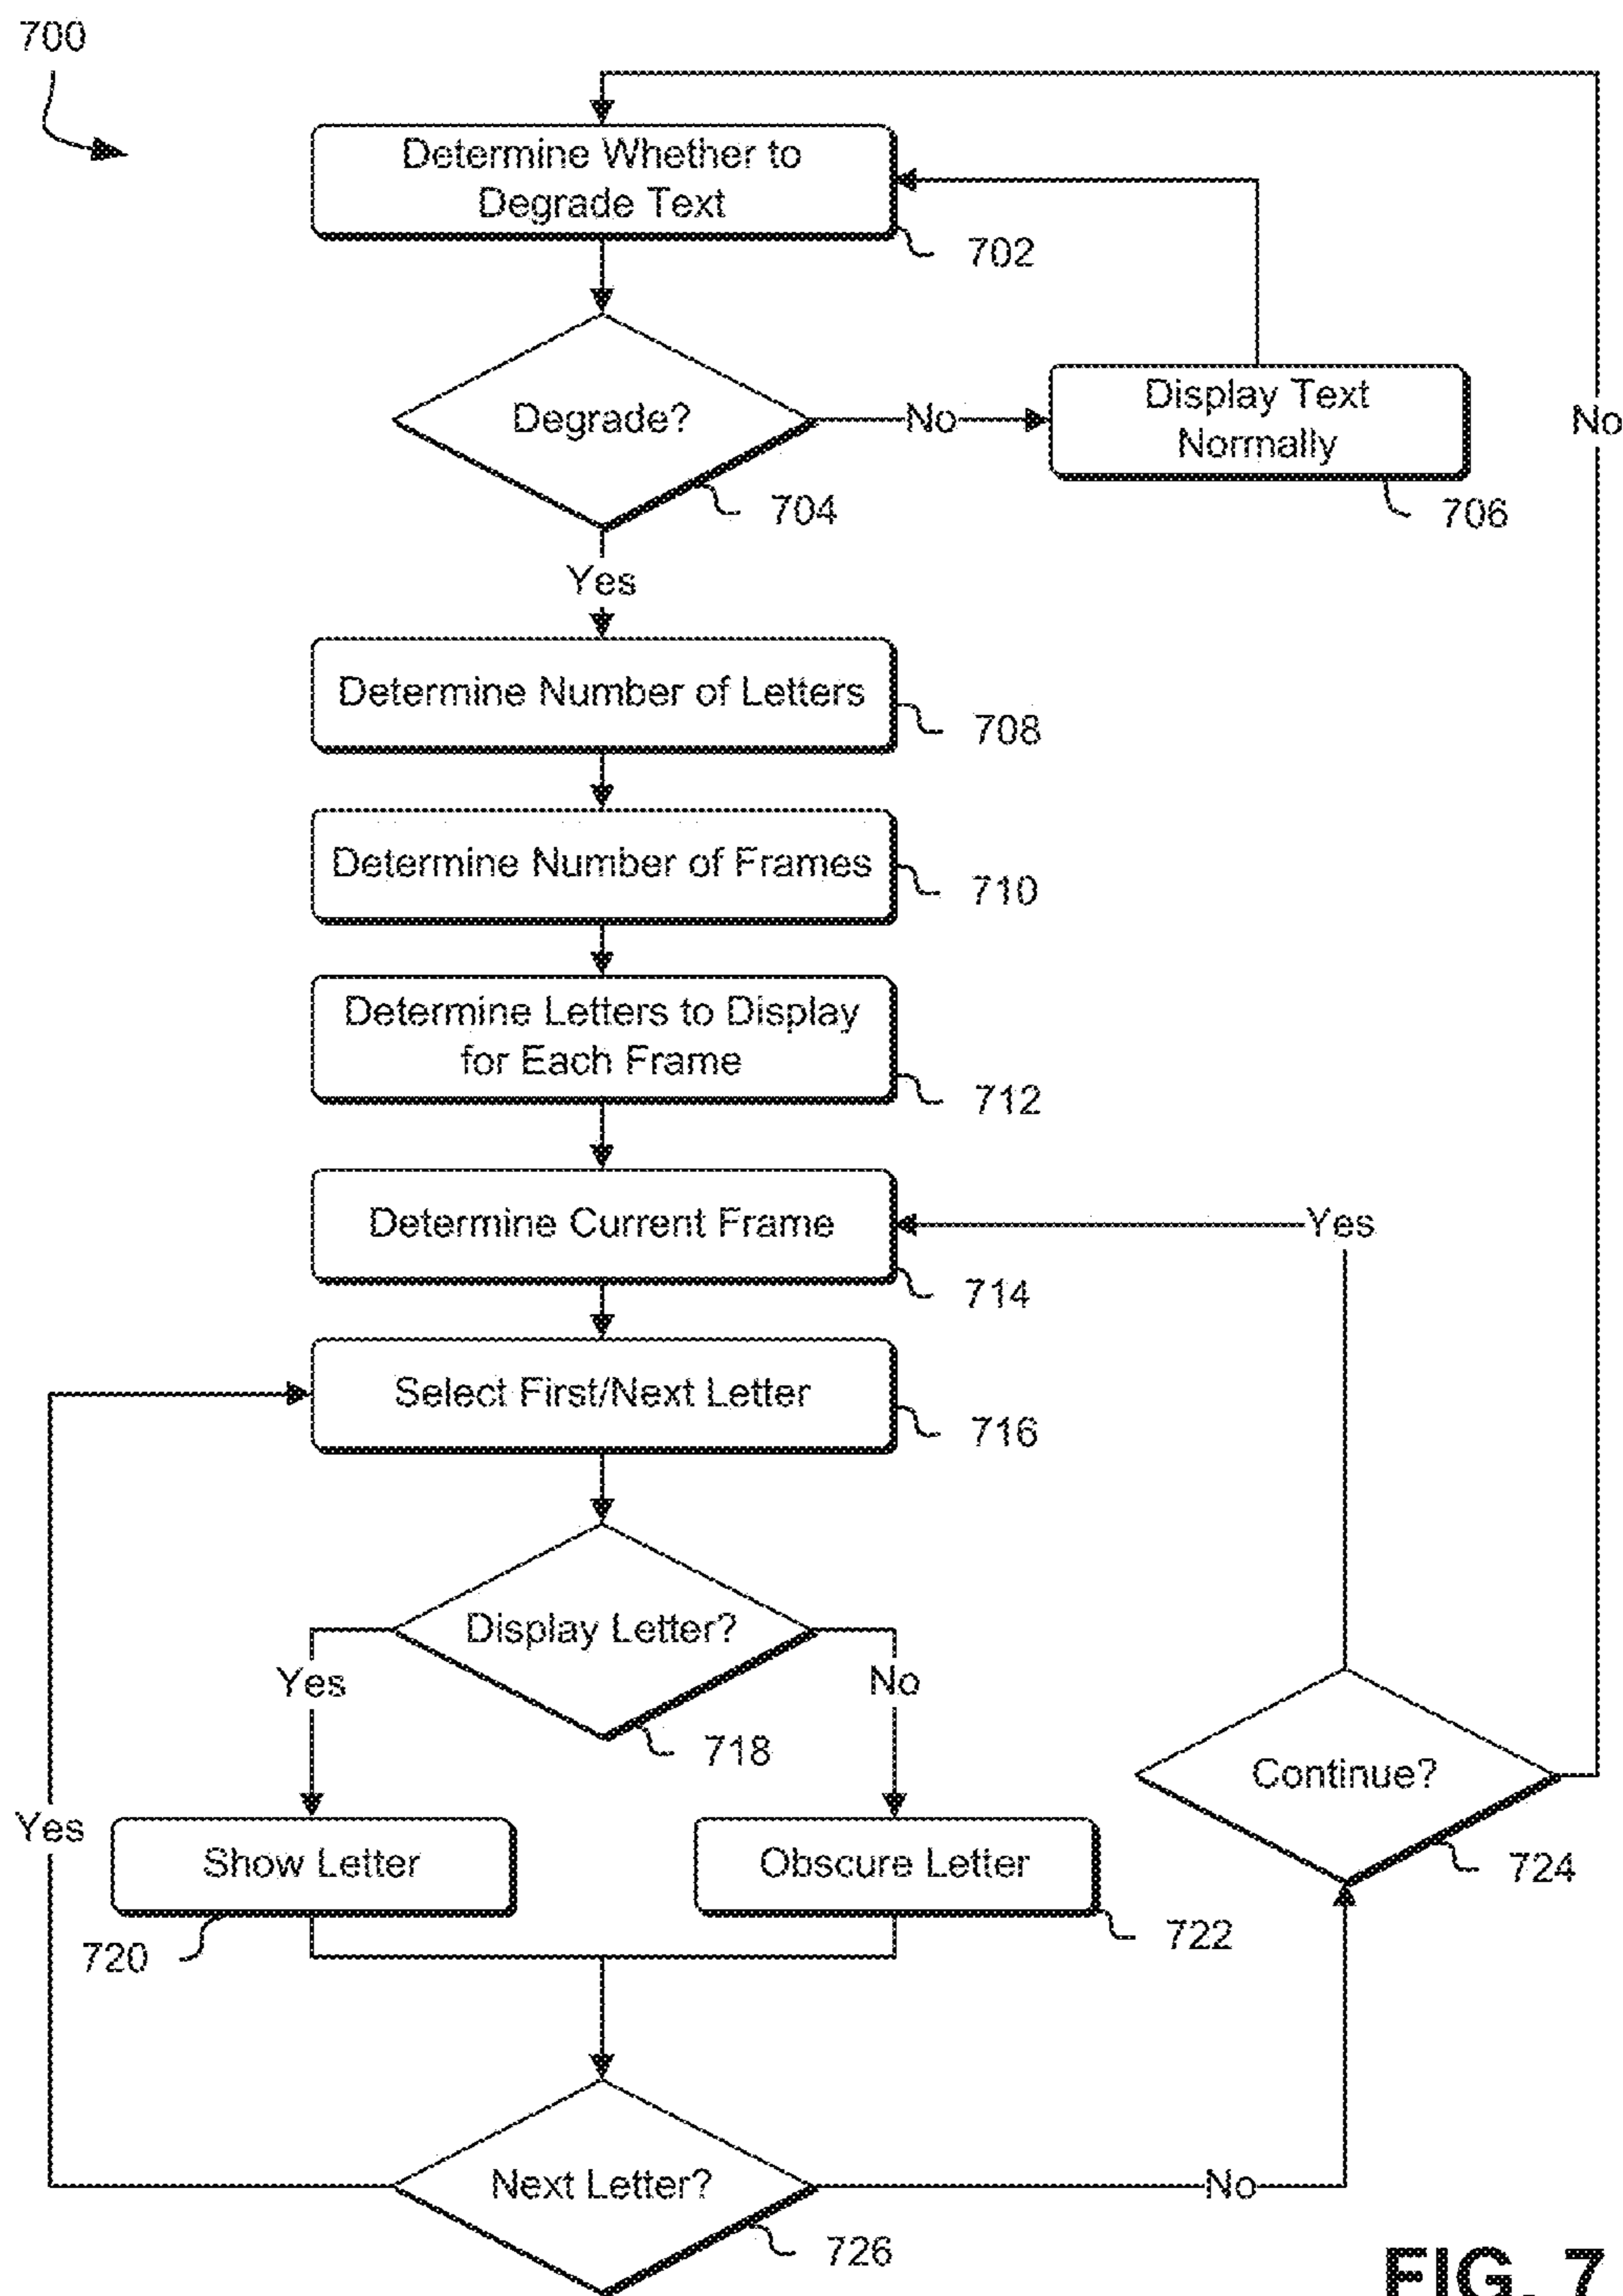 700
Determine Whether to
Degrade Text
702
Degrade?
No
Display Text
Normally
No
704
706
Yes
Determine Number of Letters
708
Determine Number of Frames
710
Determine Letters to Display
for Each Frame
712
Determine Current Frame
Yes
714
Select First/Next Letter
716
Display Letter?
Yes
No
718
Continue?
Yes
Show Letter
Obscure Letter
724
720
722
Next Letter?
No
726
FIG. 7